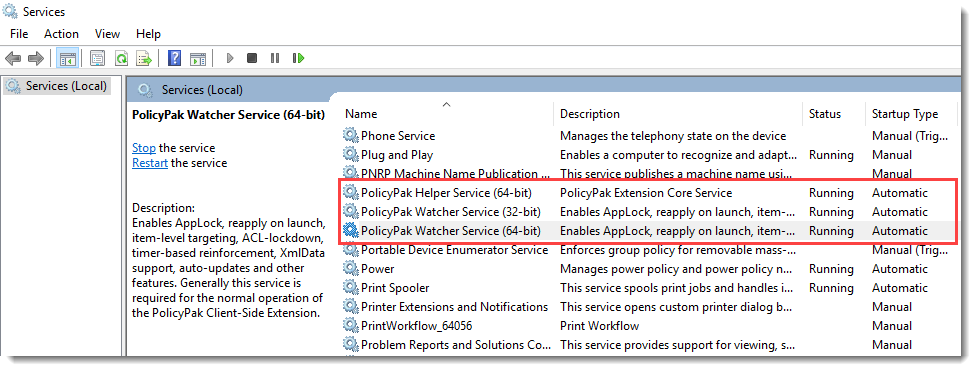 Services
File Action View Help
Services (Local)
Services (Local)
PolicyPak Watcher Service (64-bit)
Stop the service
Restart the service
Description:
Enables AppLock, reapply on launch,
item-level targeting, ACL-lockdown,
timer-based reinforcement, XmlData
support, auto-updates and other
features. Generally this service is
required for the normal operation of
the PolicyPak Client-Side Extension.
Name Description Status Startup Type
Phone Service Manages the telephony state on the device Manual (Trig...
Plug and Play Enables a computer to recognize and adapt... Running Manual
PNRP Machine Name Publication ... This service publishes a machine name usi... Manual
PolicyPak Helper Service (64-bit) PolicyPak Extension Core Service Running Automatic
PolicyPak Watcher Service (32-bit) Enables AppLock, reapply on launch, item-... Running Automatic
PolicyPak Watcher Service (64-bit) Enables AppLock, reapply on launch, item-... Running Automatic
Portable Device Enumerator Service Enforces group policy for removable mass-... Manual (Trig...
Power Manages power policy and power policy n... Running Automatic
Print Spooler This service spools print jobs and handles i... Running Automatic
Printer Extensions and Notifications This service opens custom printer dialog b... Manual
PrintWorkflow_64056 Print Workflow Manual
Problem Reports and Solutions Co... This service provides support for viewing, s... Manual